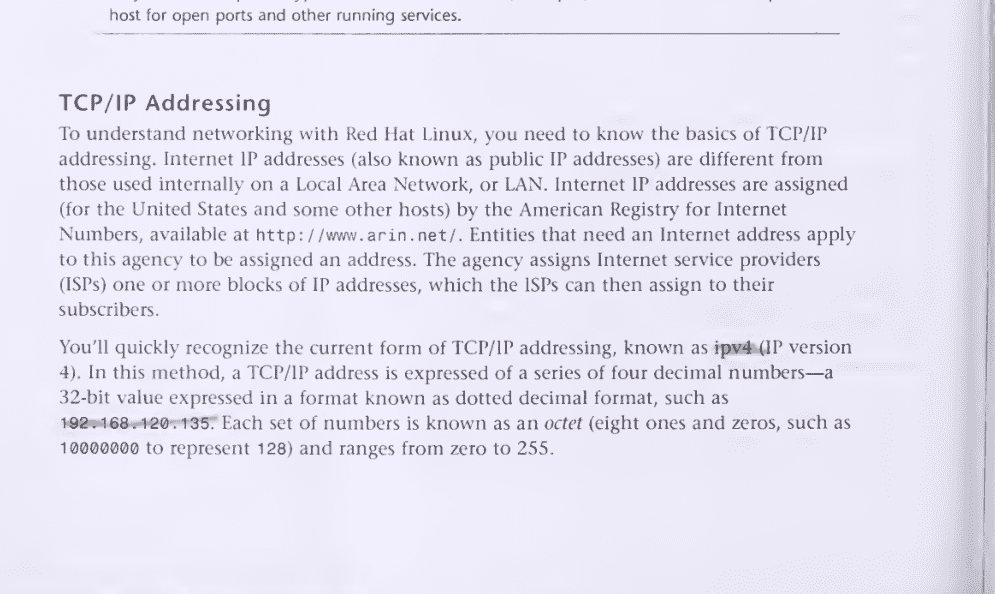 host for open ports and other running services.
TCP/IP Addressing
To understand networking with Red Hat Linux, you need to know the basics of TCP/IP
addressing. Internet IP addresses (also known as public IP addresses) are different from
those used internally on a Local Area Network, or LAN. Internet IP addresses are assigned
(for the United States and some other hosts) by the American Registry for Internet
Numbers, available at http://www.arin.net/. Entities that need an Internet address apply
to this agency to be assigned an address. The agency assigns Internet service providers
(ISPs) one or more blocks of IP addresses, which the ISPs can then assign to their
subscribers.
You'll quickly recognize the current form of TCP/IP addressing, known as ipv4 (IP version
4). In this method, a TCP/IP address is expressed of a series of four decimal numbers—a
32-bit value expressed in a format known as dotted decimal format, such as
192.168.120.135. Each set of numbers is known as an octet (eight ones and zeros, such as
10000000 to represent 128) and ranges from zero to 255.